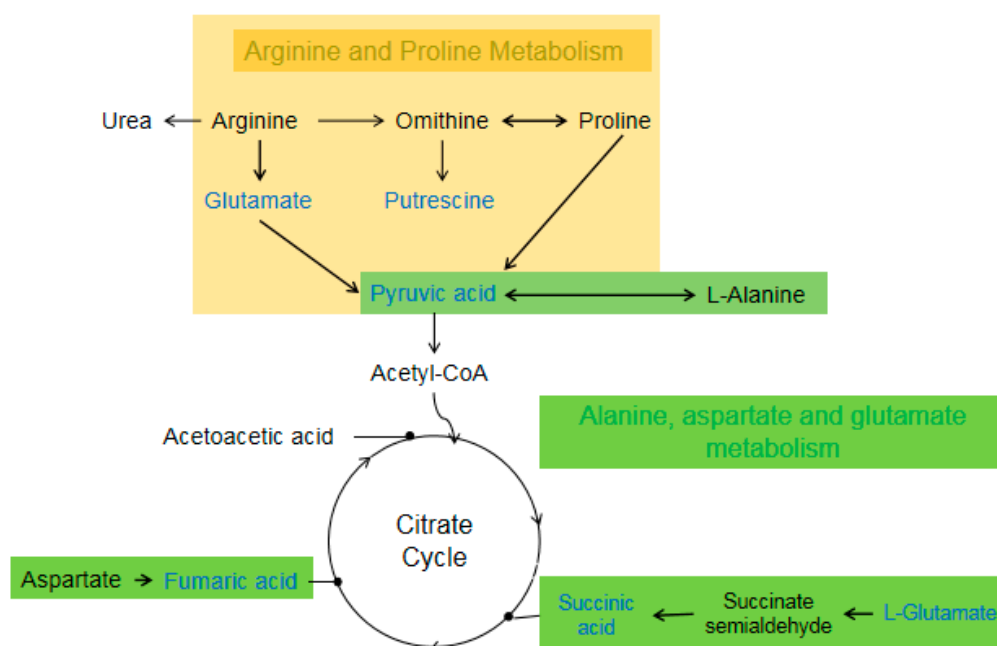 Arginine and Proline Metabolism
Urea
Arginine
Omithine
Proline
Glutamate
Putrescine
Pyruvic acid
L-Alanine
Acetyl-CoA
Acetoacetic acid
Alanine, aspartate and glutamate
metabolism
Citrate
Cycle
Aspartate
Fumaric acid
Succinic
acid
Succinate
semialdehyde
L-Glutamate